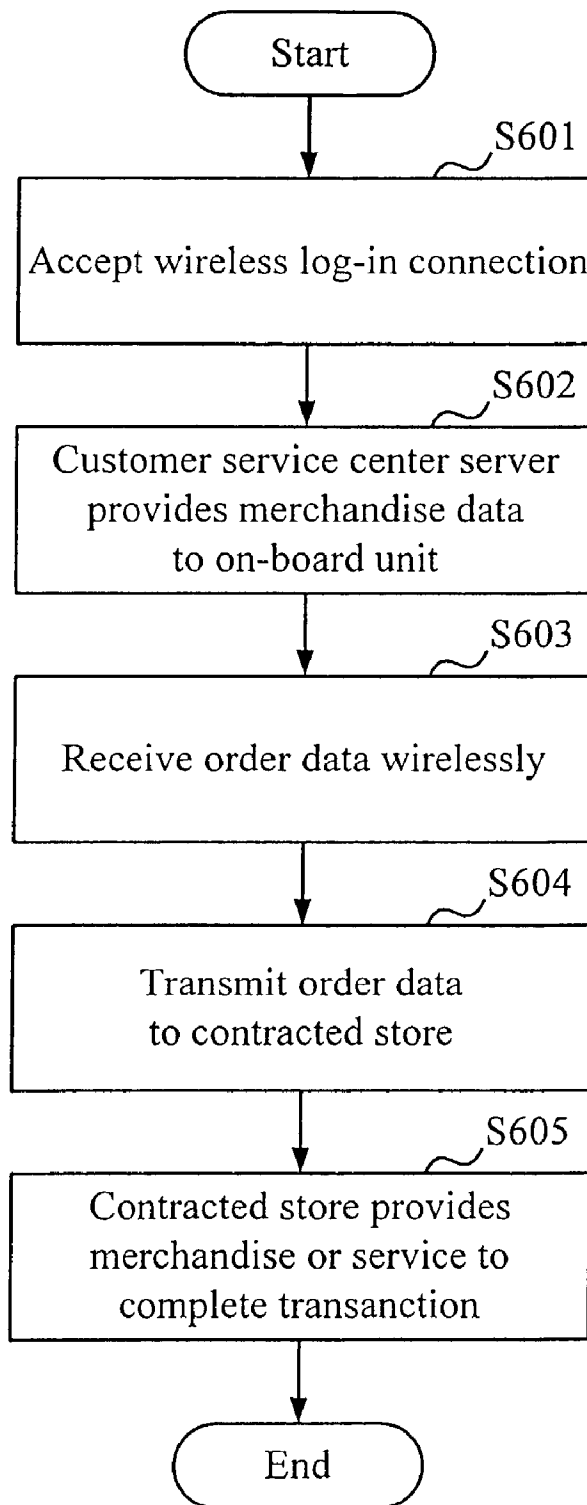 Start
S601
Accept wireless log-in connection
S602
Customer service center server
provides merchandise data
to on-board unit
S603
Receive order data wirelessly
S604
Transmit order data
to contracted store
S605
Contracted store provides
merchandise or service to
complete transanction
End